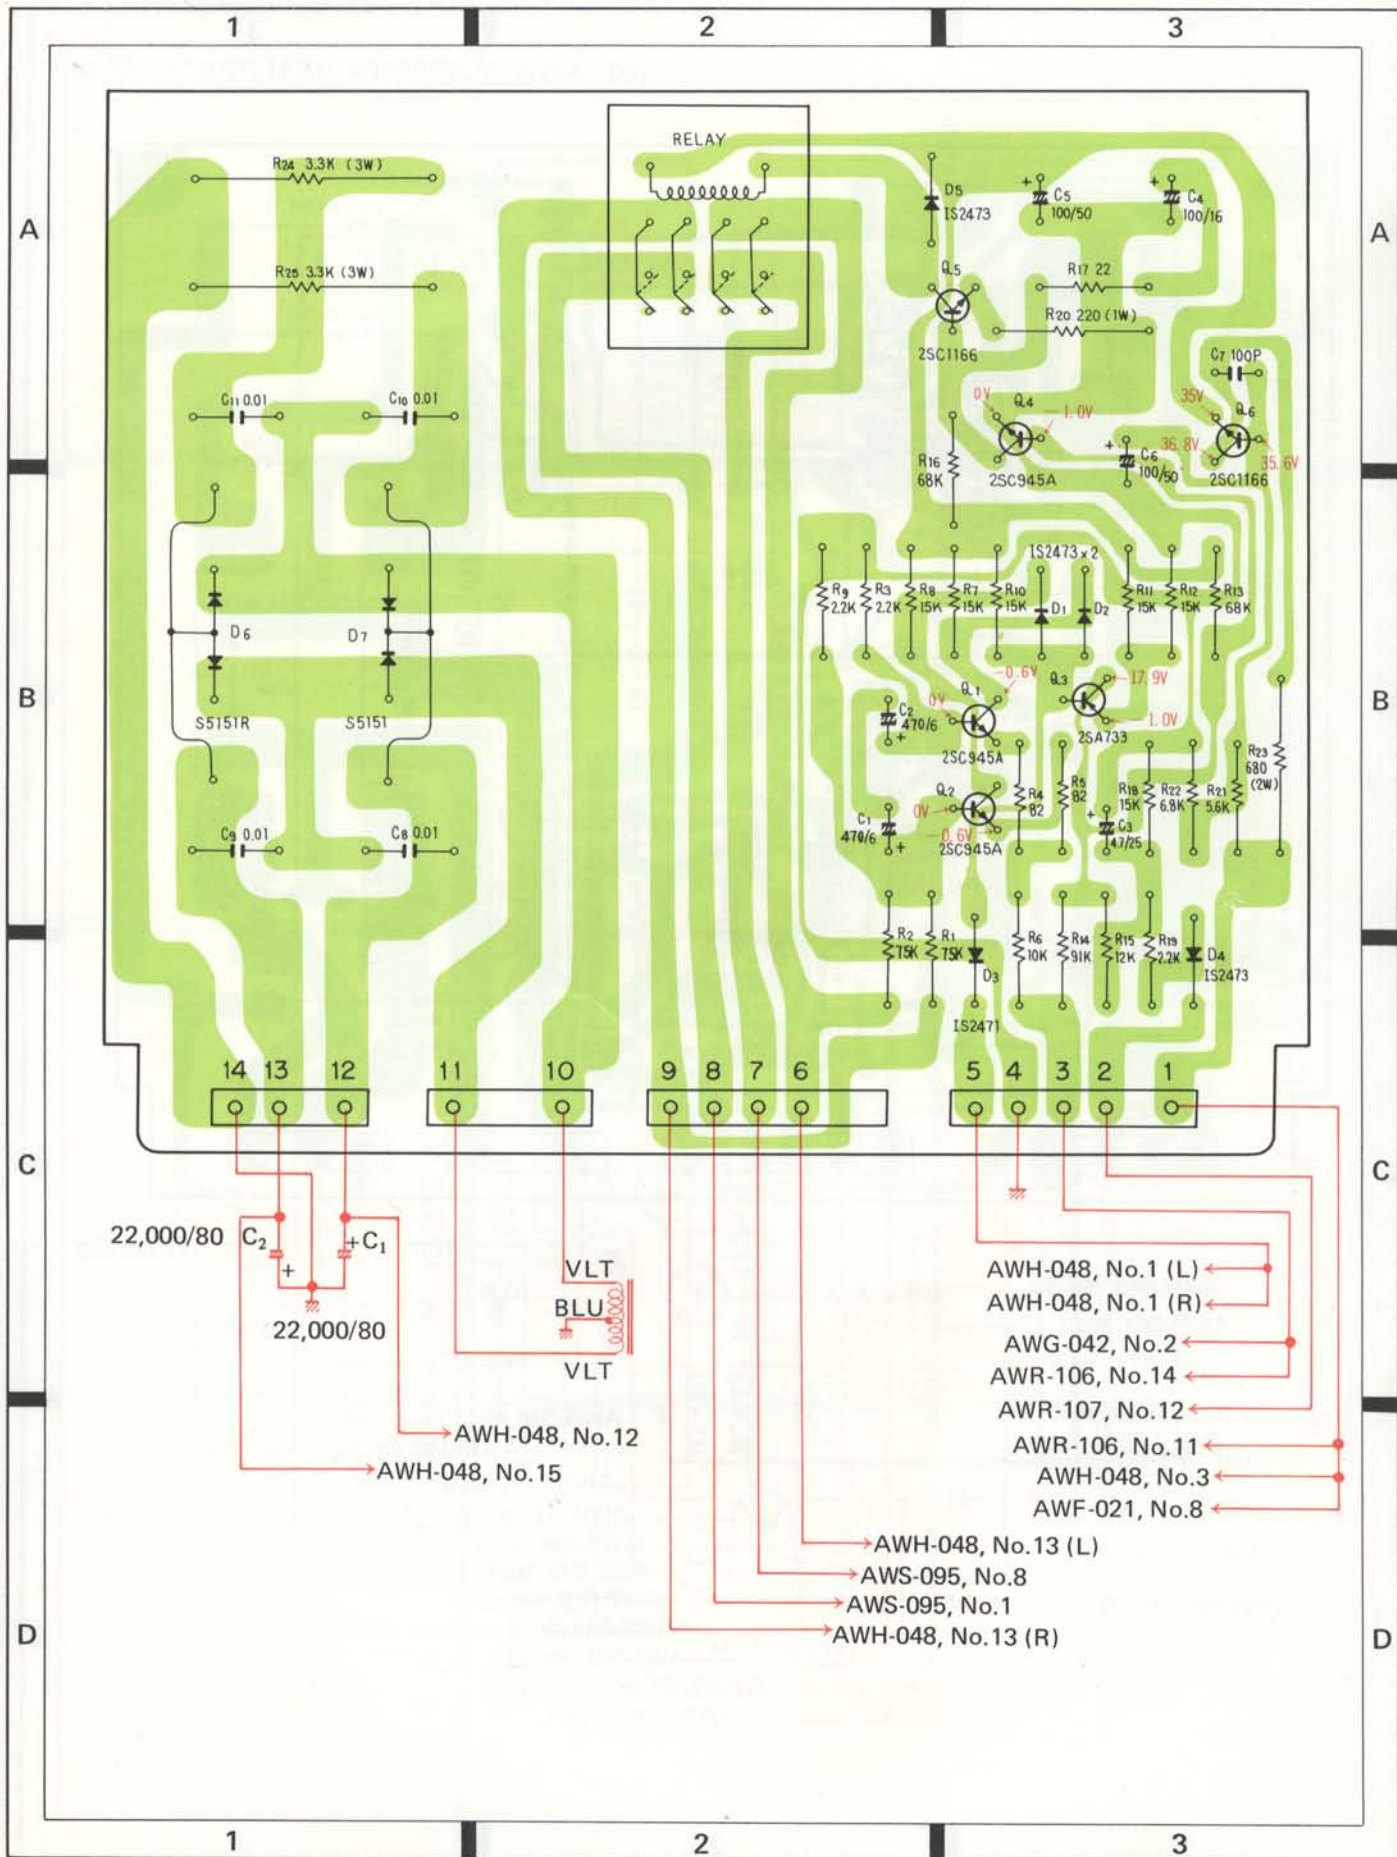 1 2 3
RELAY
R24 3.3K (3W)
D5
IS2473
C5
100/50
C4
100/16
A A
R25 3.3K (3W)
Q5
R17 22
R20 220 (1W)
2SC1166
C7 100P
C11 0.01
C10 0.01
0V
Q4
1.0V
35V
Q6
R16
68K
2SC945A
C6
100/50
36.8V
35.6V
2SC1166
IS2473×2
R9
2.2K
R3
2.2K
R8
15K
R7
15K
R10
15K
D1
D2
R11
15K
R12
15K
R13
68K
D6
D7
B B
S5151R
S5151
C2
470/6
+
0V
Q1
-0.6V
2SC945A
Q3
17.9V
1.0V
2SA733
R23
680
(2W)
C9 0.01
C8 0.01
C1
470/6
+
Q2
0V
-0.6V
2SC945A
R4
82
R5
82
C3
4.7/25
R18
15K
R22
6.8K
R21
5.6K
R2
75K
R1
75K
D3
IS2471
R6
10K
R14
91K
R15
12K
R19
2.2K
D4
IS2473
14 13 12 11 10 9 8 7 6 5 4 3 2 1
C C
22,000/80 C2
+
+C1
22,000/80
VLT
BLU
VLT
AWH-048, No.1 (L)
AWH-048, No.1 (R)
AWG-042, No.2
AWR-106, No.14
AWR-107, No.12
AWR-106, No.11
AWH-048, No.3
AWF-021, No.8
AWH-048, No.12
AWH-048, No.15
AWH-048, No.13 (L)
AWS-095, No.8
AWS-095, No.1
AWH-048, No.13 (R)
D D
1 2 3